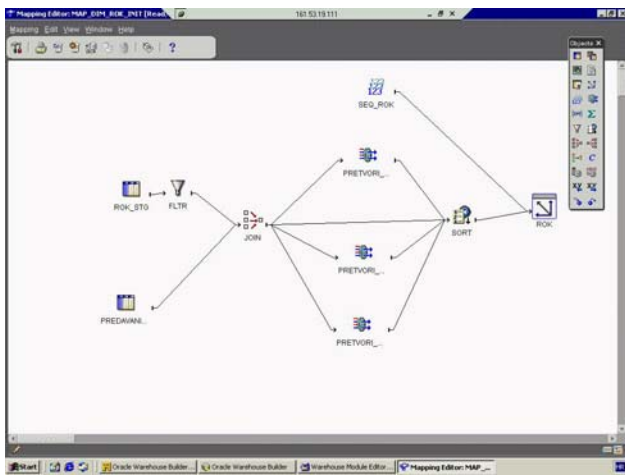 Mapping Editor: MAP_DIM_ROK_INIT [Read
161.53.19.111
Mapping Edit View Window Help
Objects
123
SEQ_ROK
PRETVORI_...
ROK_STG
FLTR
JOIN
SORT
ROK
PRETVORI_...
PREDAVANI...
PRETVORI_...
Start
Oracle Warehouse Builder...
Oracle Warehouse Builder...
Warehouse Module Editor...
Mapping Editor: MAP_...